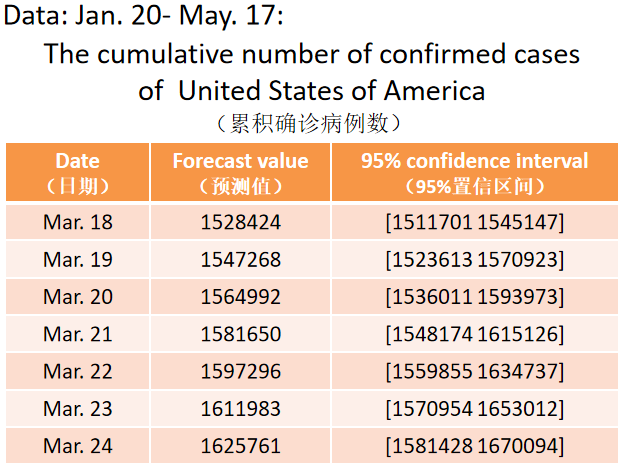 Data: Jan. 20- May. 17:
The cumulative number of confirmed cases
of United States of America
（累积确诊病例数）
Date Forecast value 95% confidence interval
（日期） （预测值） （95%置信区间）
Mar. 18 1528424 [1511701 1545147]
Mar. 19 1547268 [1523613 1570923]
Mar. 20 1564992 [1536011 1593973]
Mar. 21 1581650 [1548174 1615126]
Mar. 22 1597296 [1559855 1634737]
Mar. 23 1611983 [1570954 1653012]
Mar. 24 1625761 [1581428 1670094]